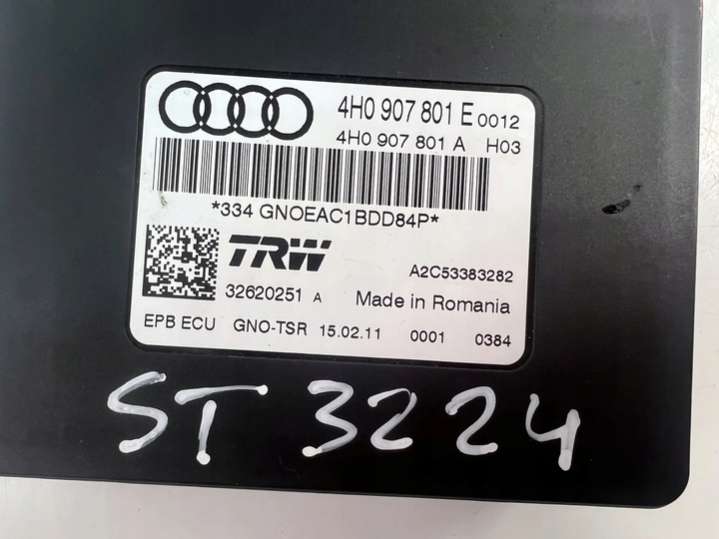 4H0 907 801 E 0012
4H0 907 801 A H03
*334 GNOEAC1BDD84P*
TRW A2C53383282
32620251 A Made in Romania
EPB ECU GNO-TSR 15.02.11 0001 0384
ST 3224